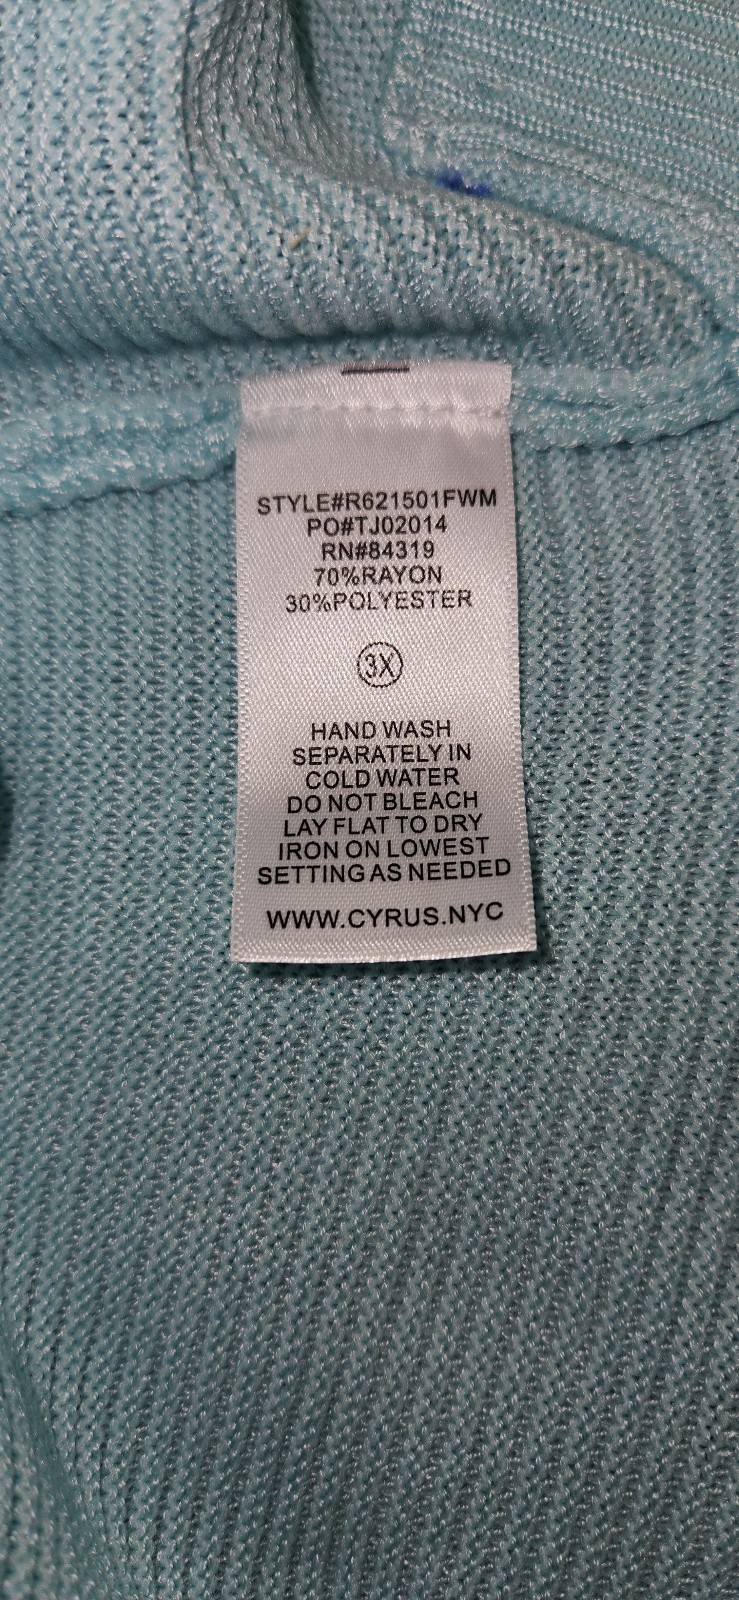 STYLE#R621501FWM
PO#TJ02014
RN#84319
70%RAYON
30%POLYESTER
3X
HAND WASH
SEPARATELY IN
COLD WATER
DO NOT BLEACH
LAY FLAT TO DRY
IRON ON LOWEST
SETTING AS NEEDED
WWW.CYRUS.NYC